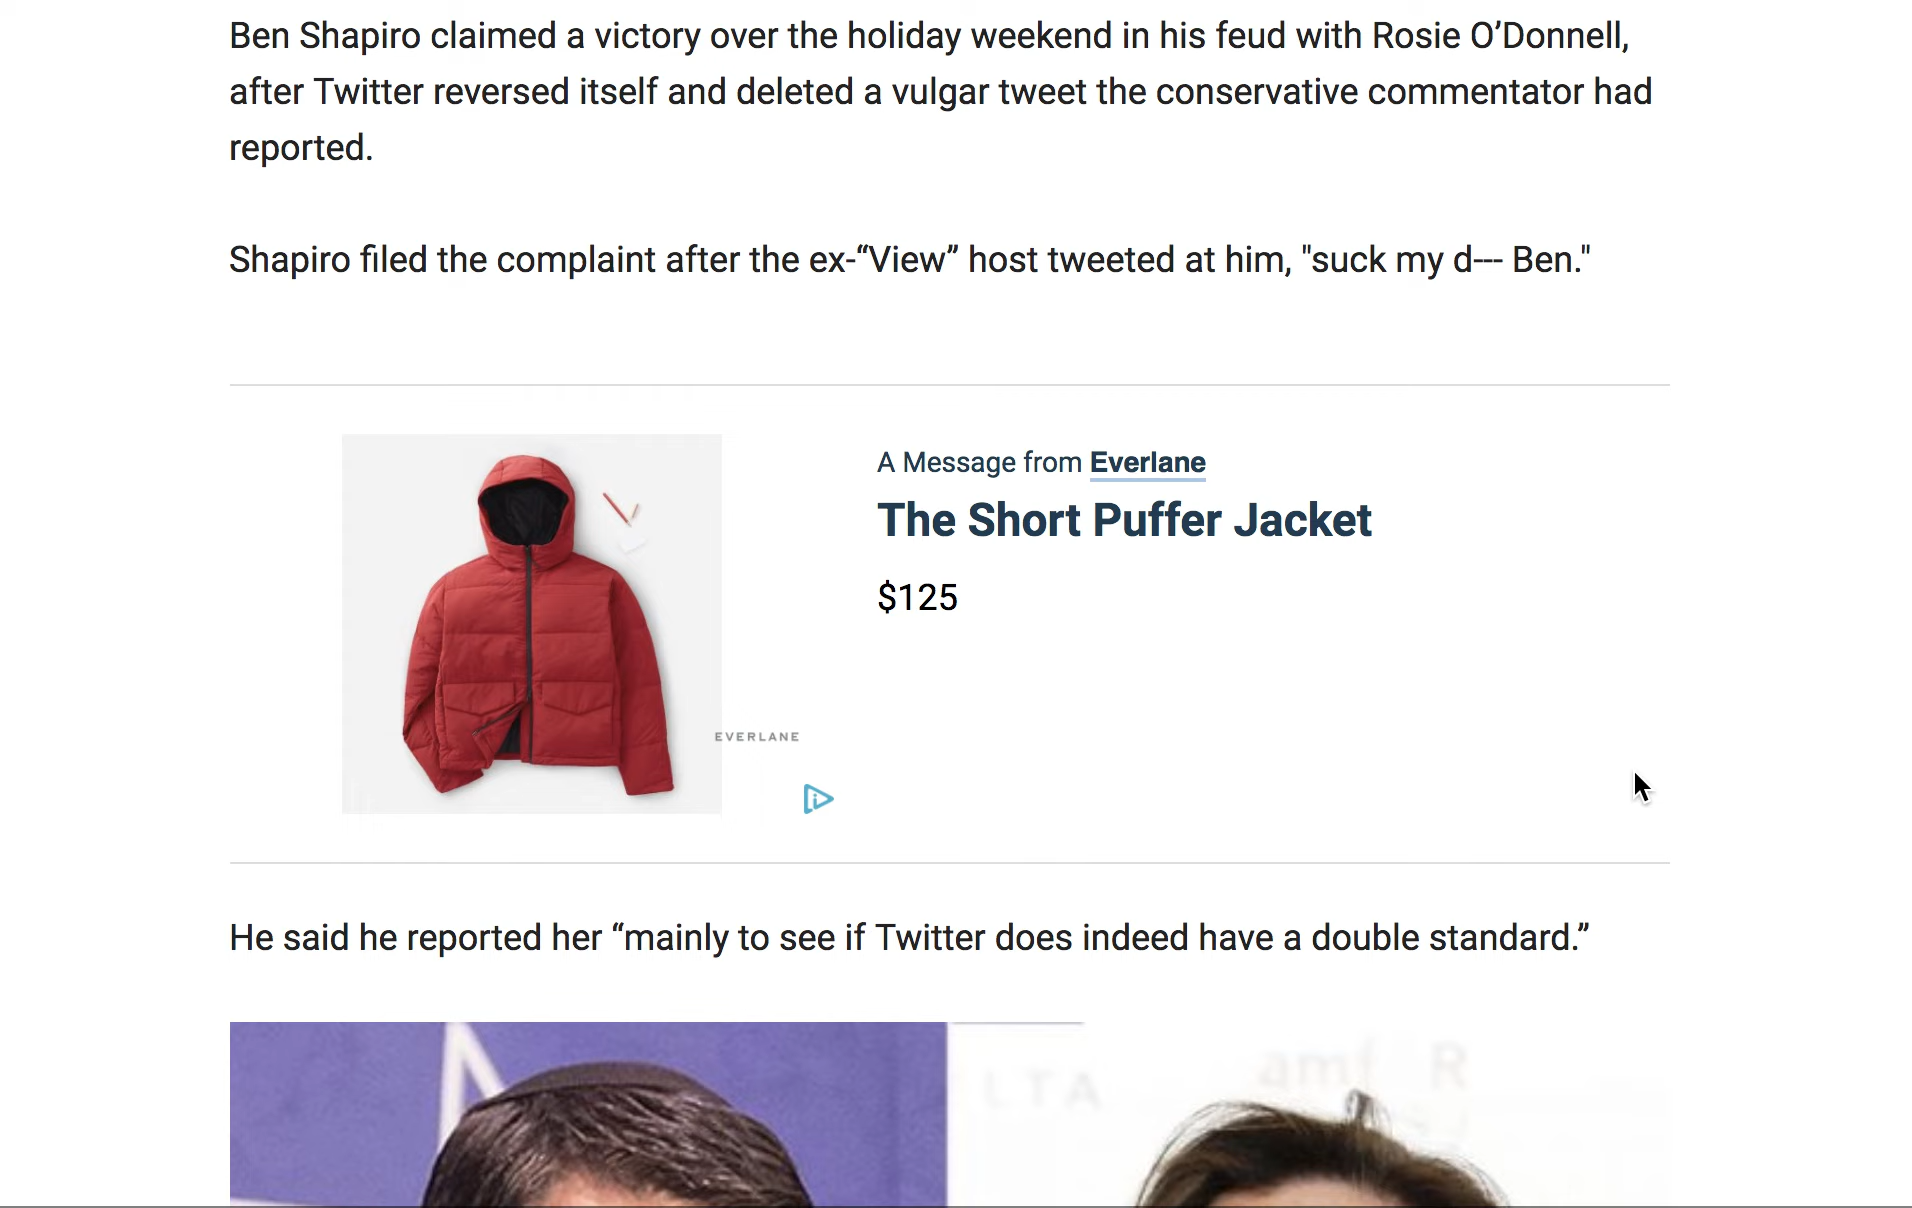 Ben Shapiro claimed a victory over the holiday weekend in his feud with Rosie O’Donnell,
after Twitter reversed itself and deleted a vulgar tweet the conservative commentator had
reported.
Shapiro filed the complaint after the ex-“View” host tweeted at him, "suck my d--- Ben."
A Message from Everlane
The Short Puffer Jacket
$125
EVERLANE
He said he reported her “mainly to see if Twitter does indeed have a double standard.”
LTA
amf R